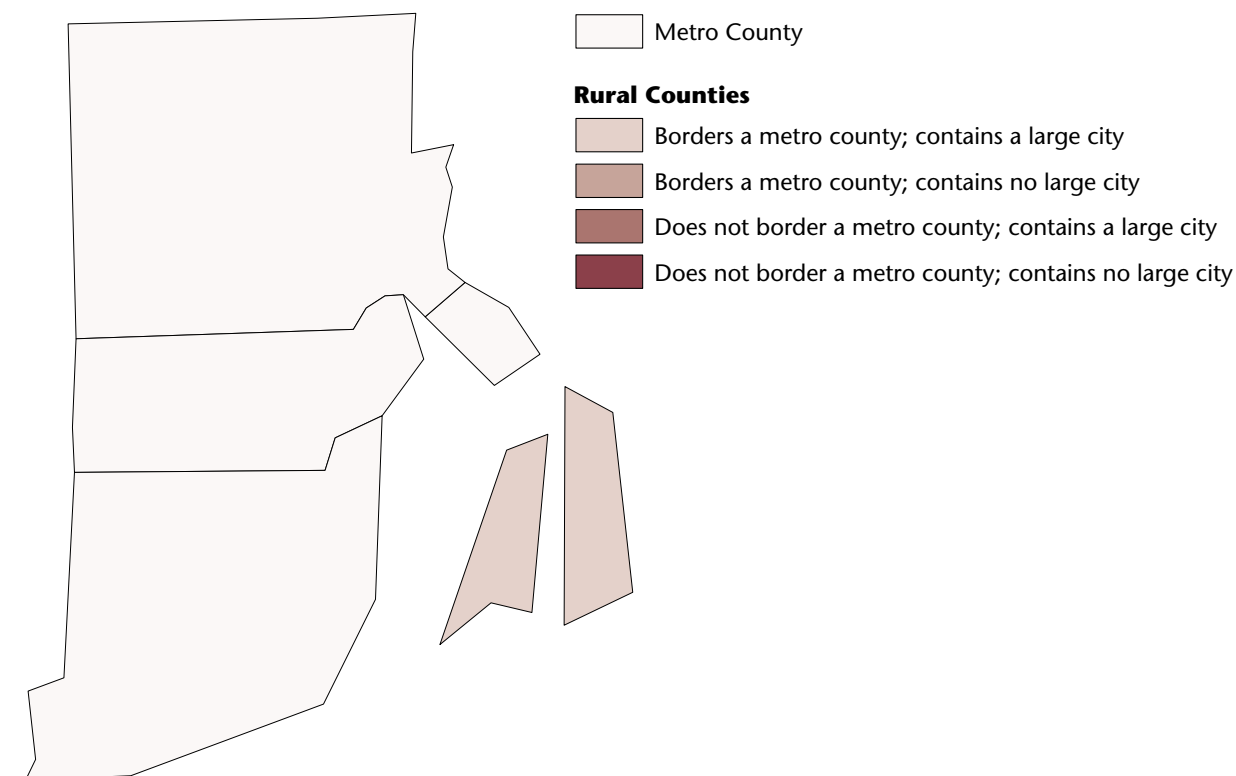 Metro County
Rural Counties
Borders a metro county; contains a large city
Borders a metro county; contains no large city
Does not border a metro county; contains a large city
Does not border a metro county; contains no large city